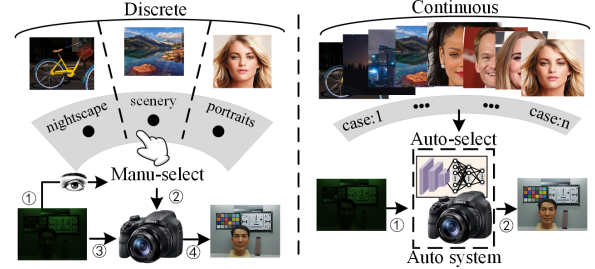 Discrete
nightscape
scenery
portraits
Manu-select
①
②
③
④
Continuous
case:1
•••
•••
case:n
Auto-select
①
②
Auto system